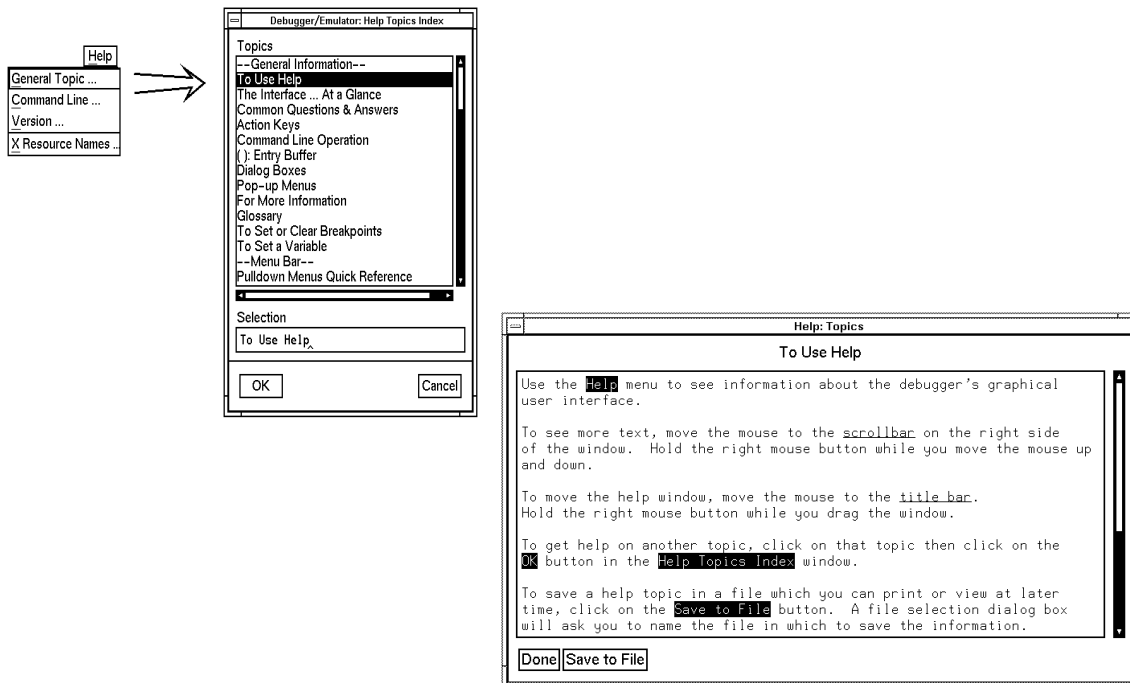 Help
General Topic ...
Command Line ...
Version ...
X Resource Names ...
Debugger/Emulator: Help Topics Index
Topics
--General Information--
To Use Help
The Interface ... At a Glance
Common Questions & Answers
Action Keys
Command Line Operation
( ): Entry Buffer
Dialog Boxes
Pop-up Menus
For More Information
Glossary
To Set or Clear Breakpoints
To Set a Variable
--Menu Bar--
Pulldown Menus Quick Reference
Selection
To Use Help
OK
Cancel
Help: Topics
To Use Help
Use the Help menu to see information about the debugger's graphical
user interface.
To see more text, move the mouse to the scrollbar on the right side
of the window.  Hold the right mouse button while you move the mouse up
and down.
To move the help window, move the mouse to the title bar.
Hold the right mouse button while you drag the window.
To get help on another topic, click on that topic then click on the
OK button in the Help Topics Index window.
To save a help topic in a file which you can print or view at later
time, click on the Save to File button.  A file selection dialog box
will ask you to name the file in which to save the information.
Done
Save to File